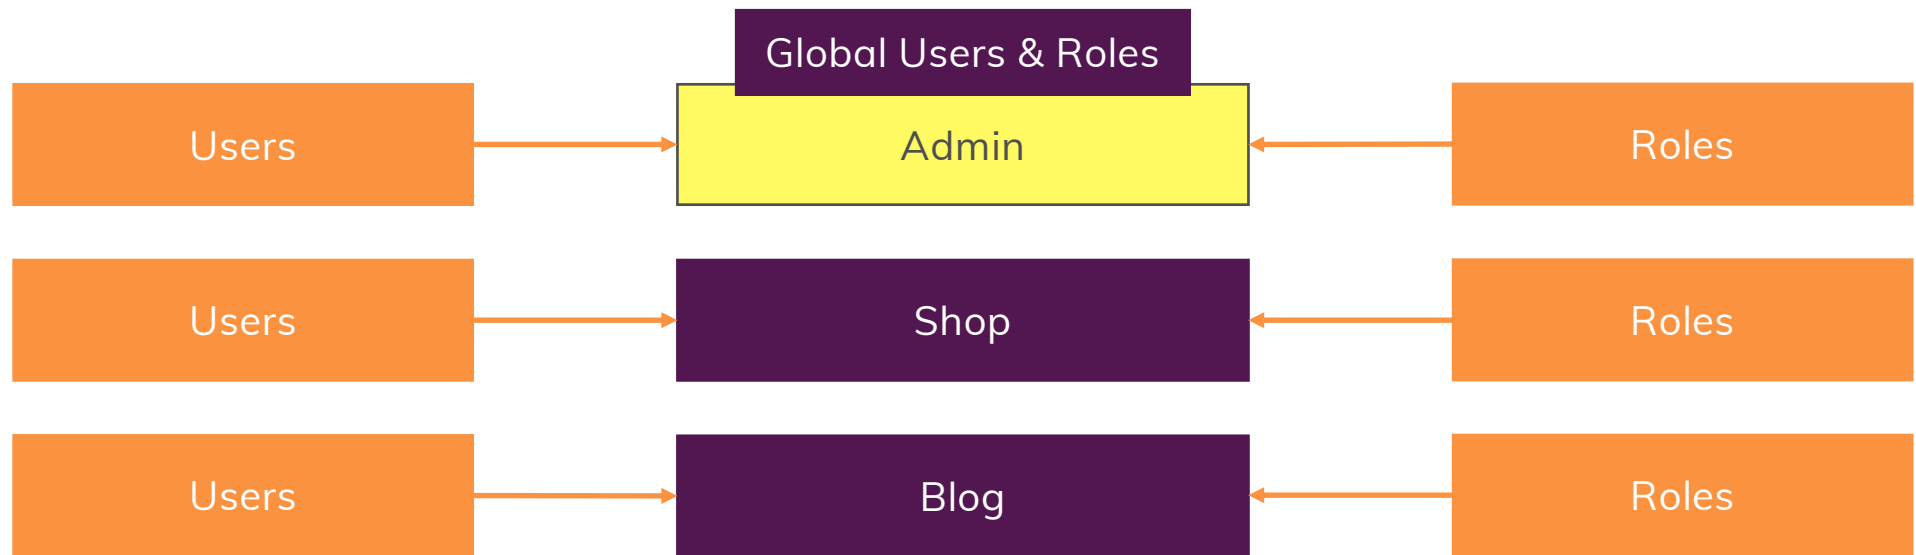 Global Users & Roles
Users
Admin
Roles
Users
Shop
Roles
Users
Blog
Roles